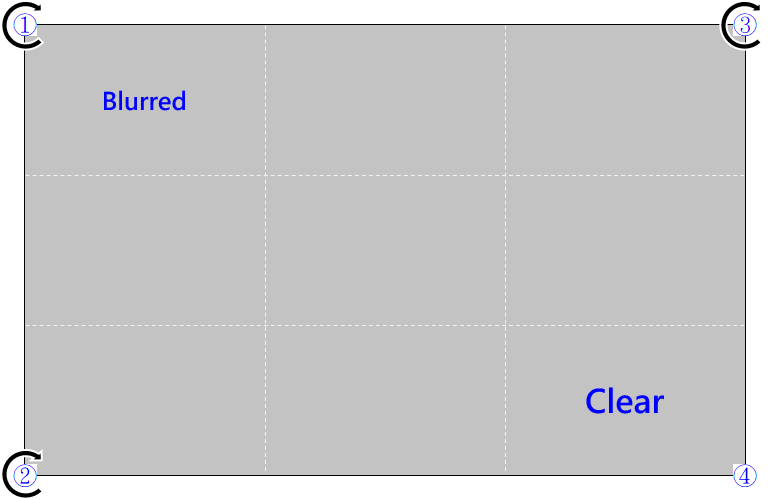 ① ③
Blurred
Clear
② ④